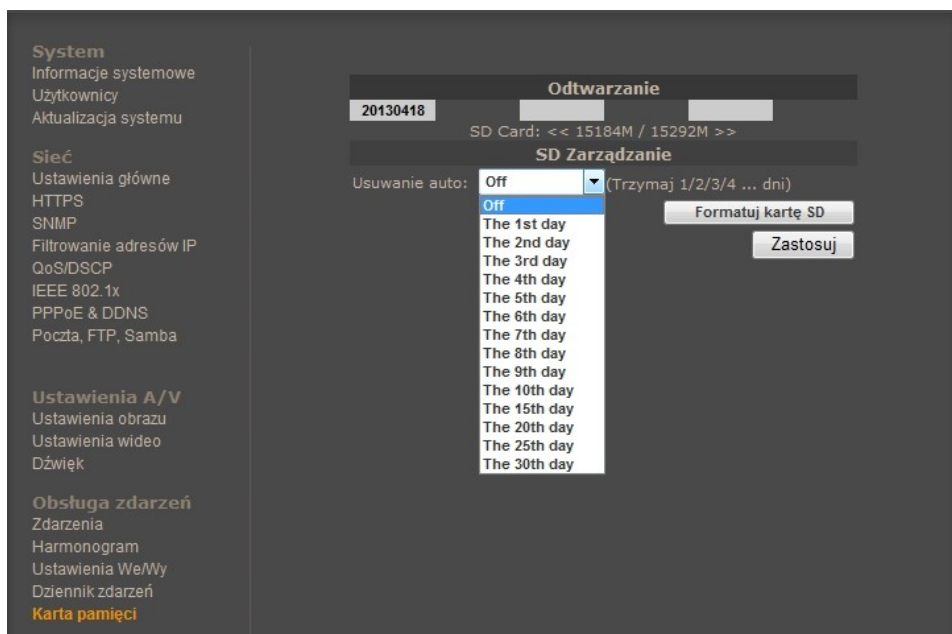 System
Informacje systemowe
Użytkownicy
Aktualizacja systemu
Sieć
Ustawienia główne
HTTPS
SNMP
Filtrowanie adresów IP
QoS/DSCP
IEEE 802.1x
PPPoE & DDNS
Poczta, FTP, Samba
Ustawienia A/V
Ustawienia obrazu
Ustawienia wideo
Dźwięk
Obsługa zdarzeń
Zdarzenia
Harmonogram
Ustawienia We/Wy
Dziennik zdarzeń
Karta pamięci
Odtwarzanie
20130418
SD Card: << 15184M / 15292M >>
SD Zarządzanie
Usuwanie auto: Off (Trzymaj 1/2/3/4 ... dni)
Off
The 1st day
The 2nd day
The 3rd day
The 4th day
The 5th day
The 6th day
The 7th day
The 8th day
The 9th day
The 10th day
The 15th day
The 20th day
The 25th day
The 30th day
Formatuj kartę SD
Zastosuj